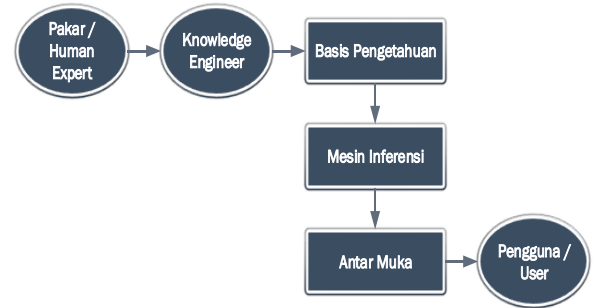 Pakar /
Human
Expert
Knowledge
Engineer
Basis Pengetahuan
Mesin Inferensi
Antar Muka
Pengguna /
User